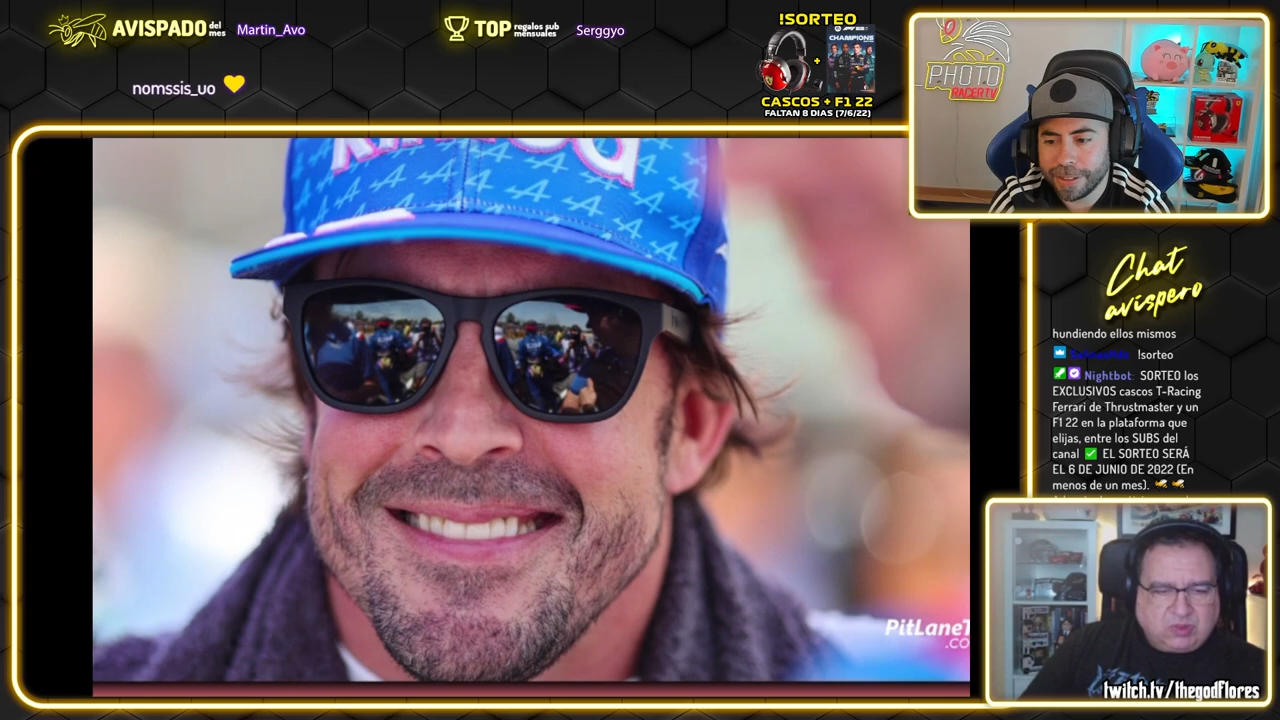 AVISPADO del mes Martin_Avo
TOP regalos sub mensuales Serggyo
nomssis_uo
!SORTEO
CHAMPIONS
+
CASCOS + F1 22
FALTAN 8 DIAS (7/6/22)
PHOTO
RACERTV
Chat
avispero
hundiendo ellos mismos
!sorteo
Nightbot: SORTEO los
EXCLUSIVOS cascos T-Racing
Ferrari de Thrustmaster y un
F1 22 en la plataforma que
elijas, entre los SUBS del
canal ✅ EL SORTEO SERÁ
EL 6 DE JUNIO DE 2022 (En
menos de un mes).
PitLaneT
.CO
twitch.tv/thegodflores